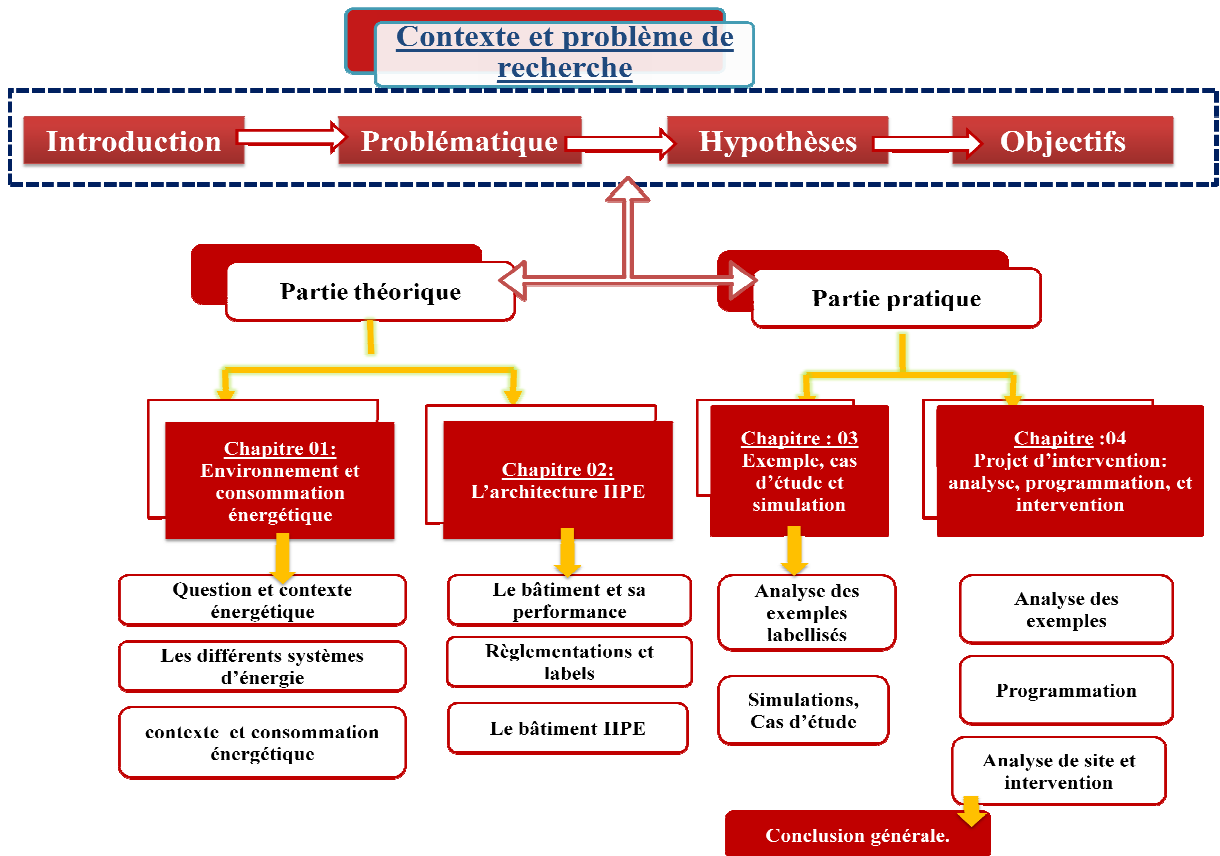 Contexte et problème de
recherche
Introduction
Problématique
Hypothèses
Objectifs
Partie théorique
Partie pratique
Chapitre 01:
Environnement et
consommation
énergétique
Chapitre 02:
L'architecture HPE
Chapitre : 03
Exemple, cas
d'étude et
simulation
Chapitre :04
Projet d'intervention:
analyse, programmation, et
intervention
Question et contexte
énergétique
Les différents systèmes
d'énergie
contexte et consommation
énergétique
Le bâtiment et sa
performance
Règlementations et
labels
Le bâtiment HPE
Analyse des
exemples
labellisés
Simulations,
Cas d'étude
Analyse des
exemples
Programmation
Analyse de site et
intervention
Conclusion générale.